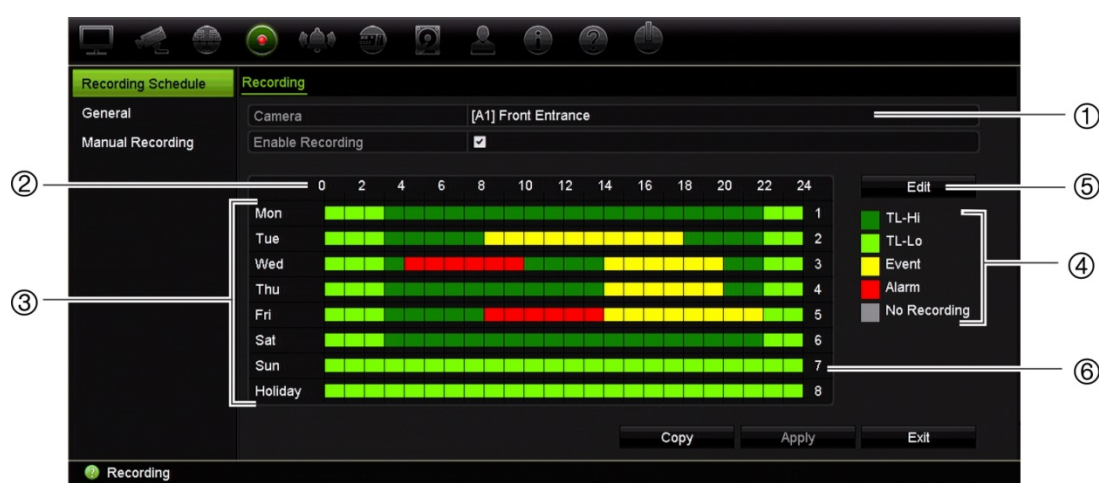 Recording Schedule Recording
General Camera [A1] Front Entrance ①
Manual Recording Enable Recording
② 0 2 4 6 8 10 12 14 16 18 20 22 24 Edit ⑤
Mon 1 TL-Hi
Tue 2 TL-Lo
Wed 3 Event ④
Thu 4 Alarm
③ Fri 5 No Recording
Sat 6
Sun 7 ⑥
Holiday 8
Copy Apply Exit
? Recording